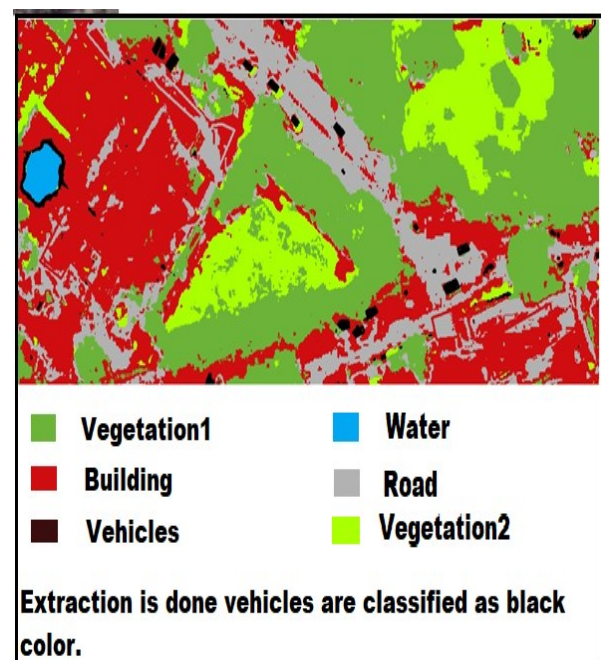 Vegetation1 Water
Building Road
Vehicles Vegetation2
Extraction is done vehicles are classified as black
color.